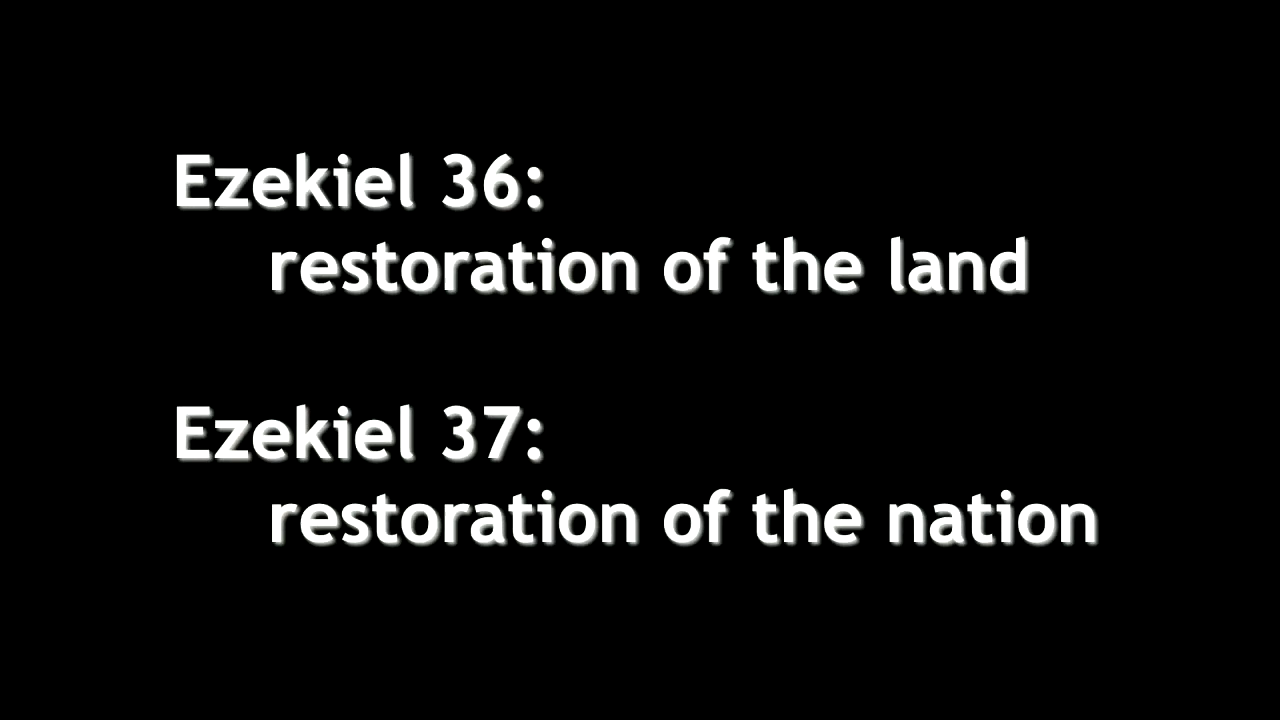 Ezekiel 36:
restoration of the land
Ezekiel 37:
restoration of the nation